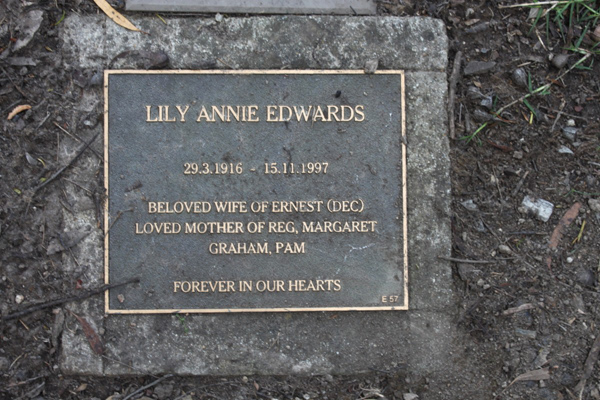 LILY ANNIE EDWARDS
29.3.1916 - 15.11.1997
BELOVED WIFE OF ERNEST (DEC)
LOVED MOTHER OF REG, MARGARET
GRAHAM, PAM
FOREVER IN OUR HEARTS
E 57